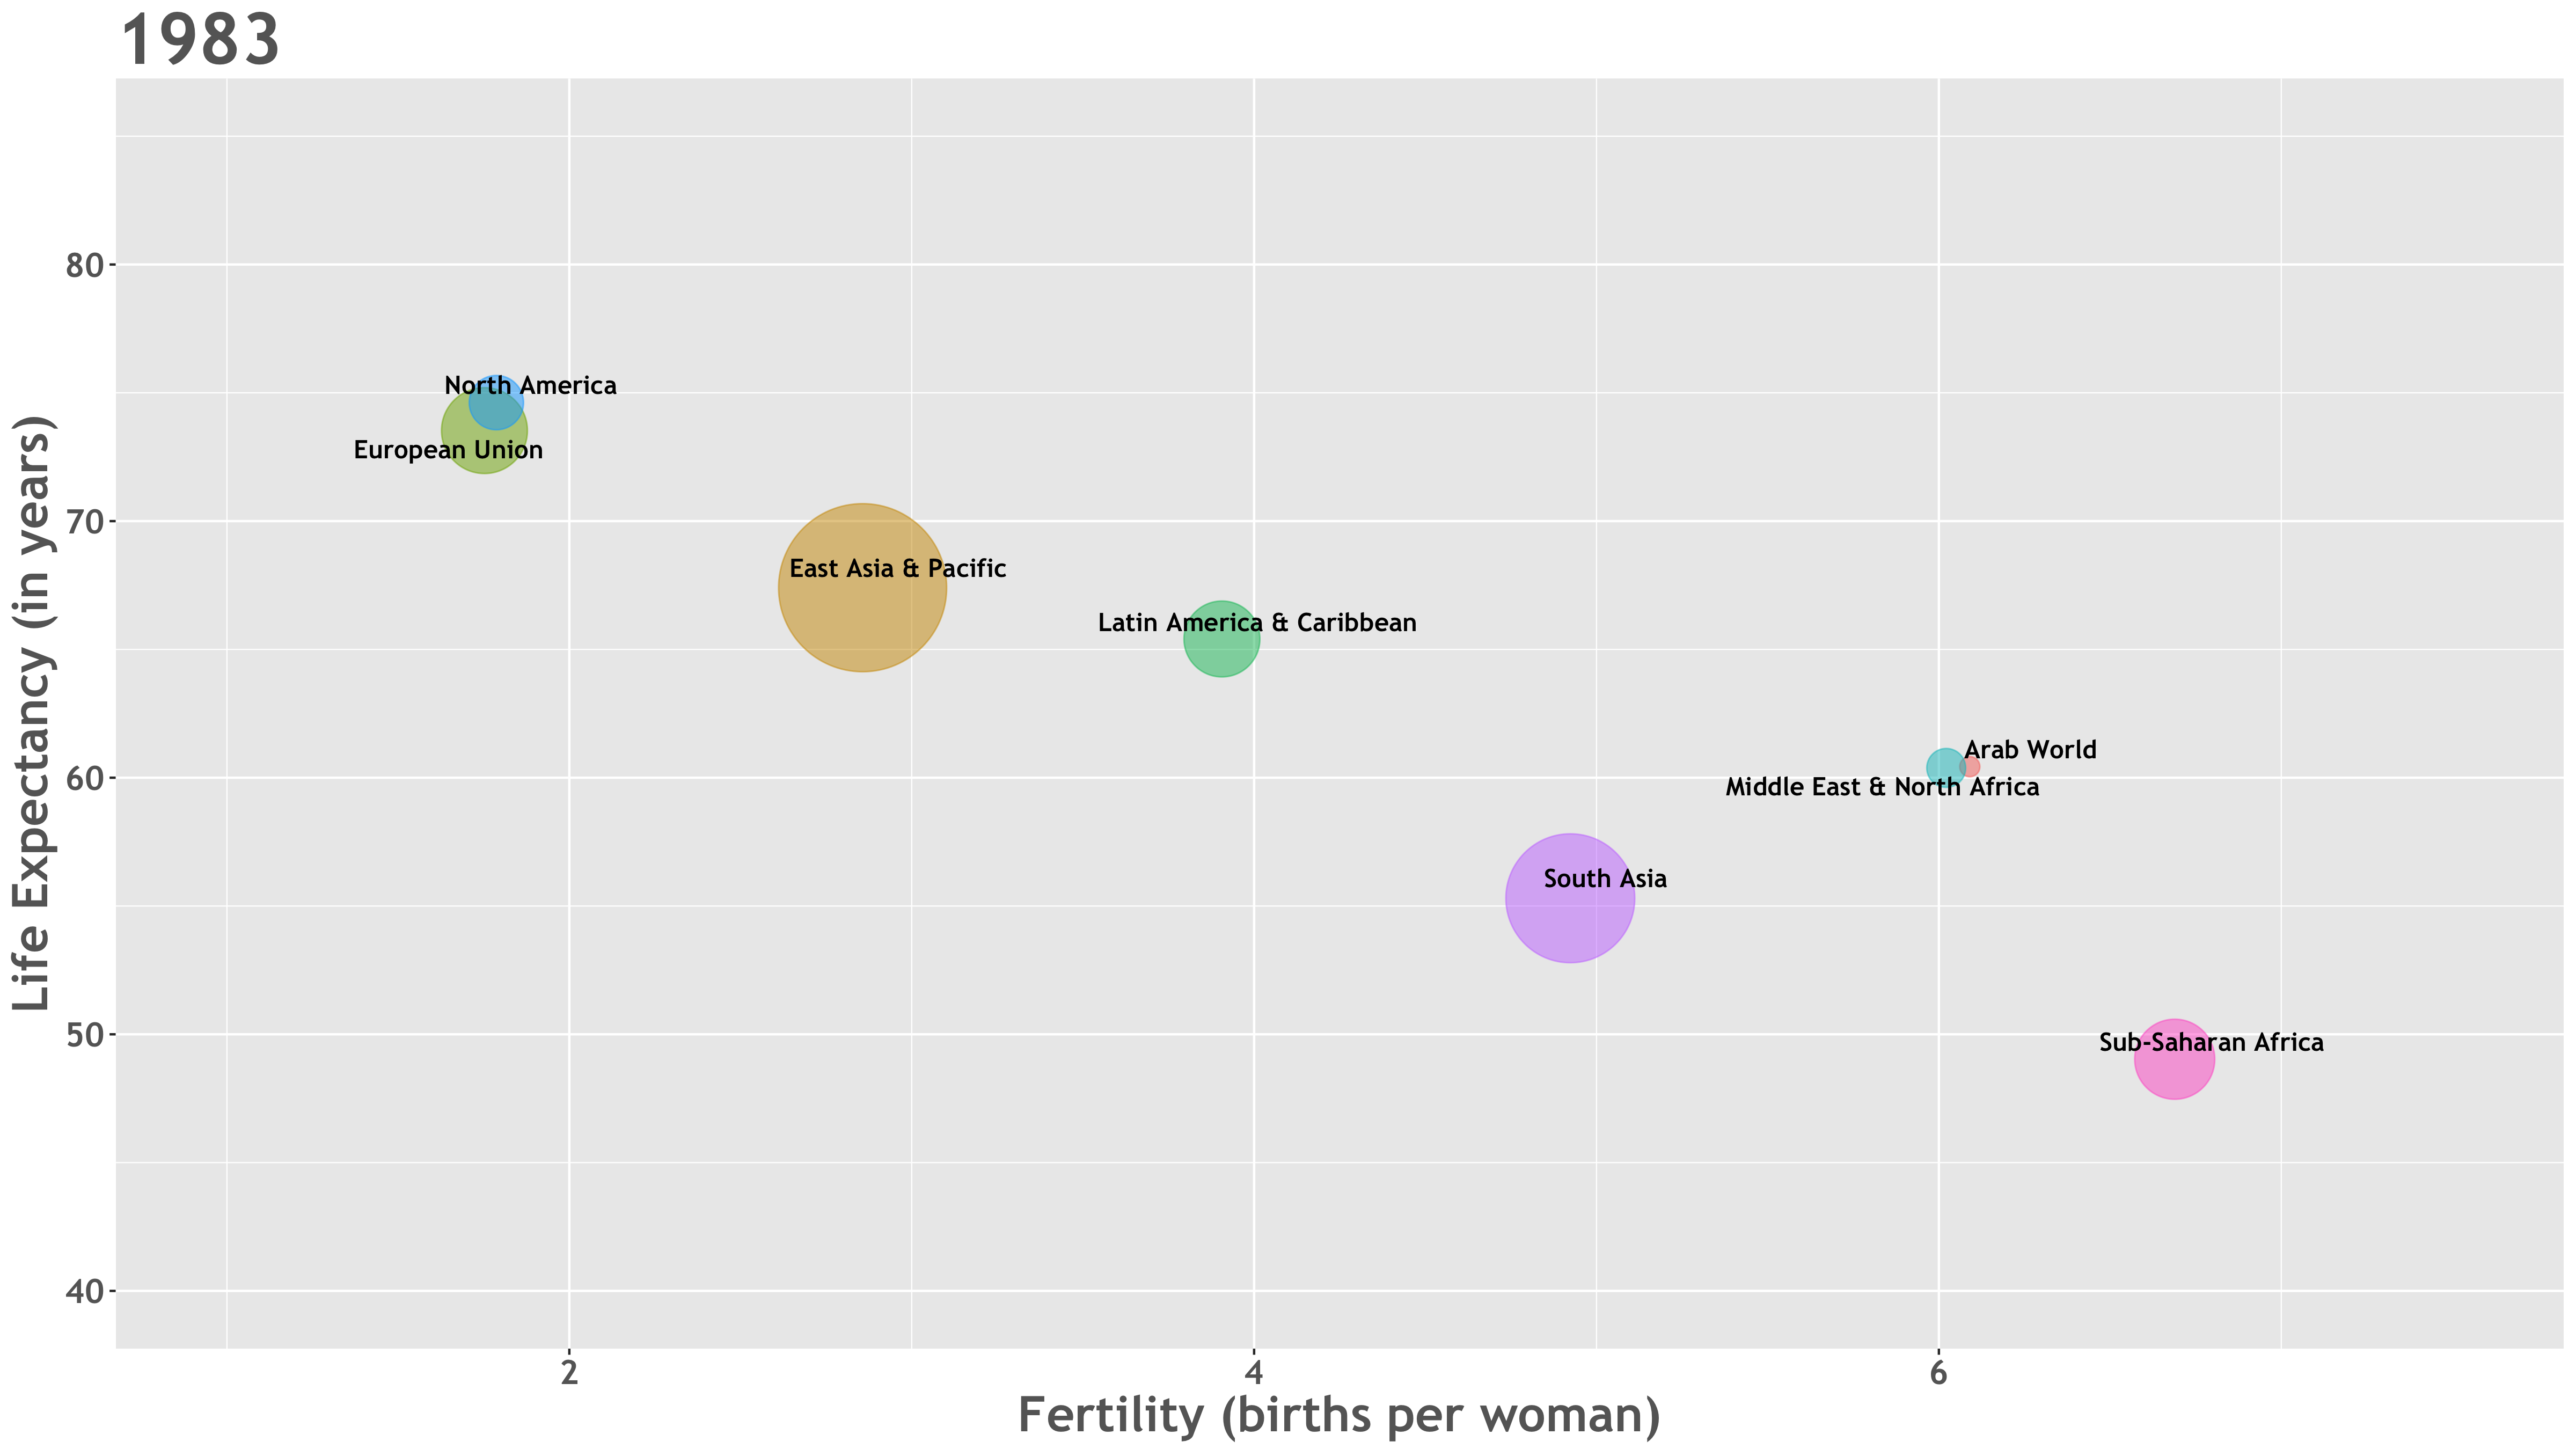 1983
80
North America
European Union
70
East Asia & Pacific
Latin America & Caribbean
Arab World
60
Middle East & North Africa
South Asia
50
Sub-Saharan Africa
40
Life Expectancy (in years)
2
4
6
Fertility (births per woman)